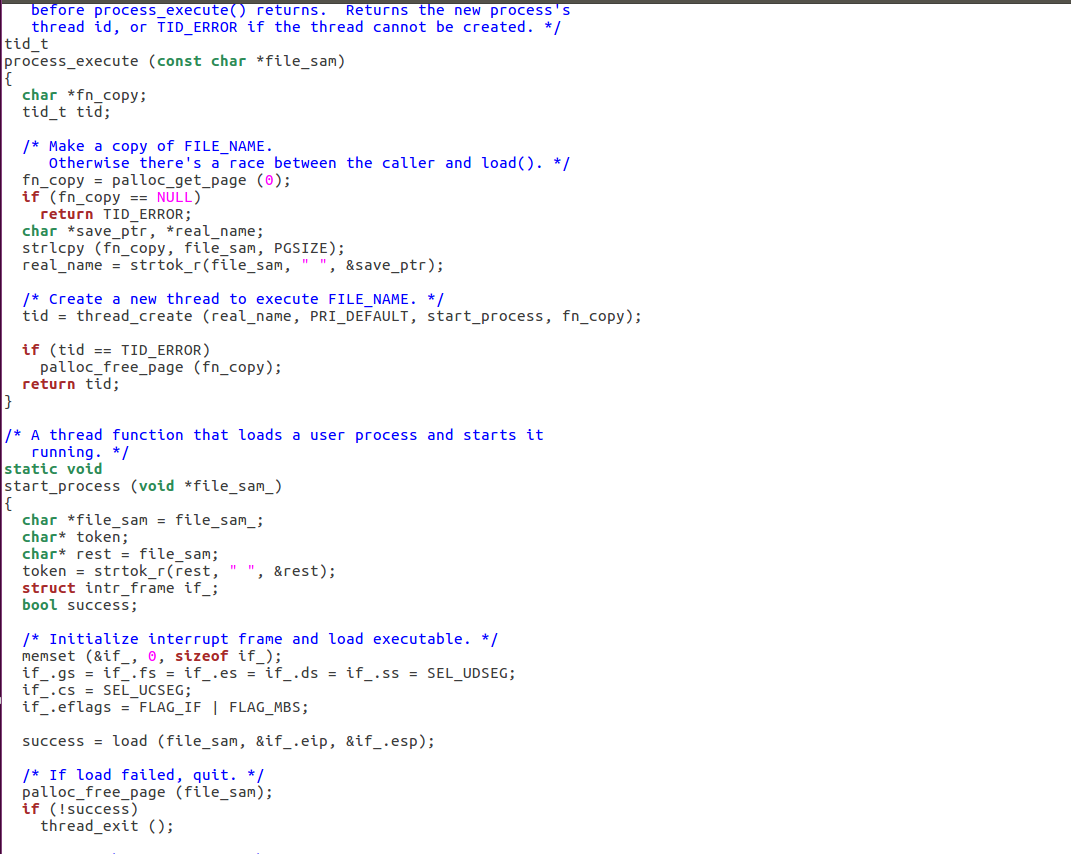 before process_execute() returns.  Returns the new process's
thread id, or TID_ERROR if the thread cannot be created. */
tid_t
process_execute (const char *file_sam)
{
  char *fn_copy;
  tid_t tid;

  /* Make a copy of FILE_NAME.
     Otherwise there's a race between the caller and load(). */
  fn_copy = palloc_get_page (0);
  if (fn_copy == NULL)
    return TID_ERROR;
  char *save_ptr, *real_name;
  strlcpy (fn_copy, file_sam, PGSIZE);
  real_name = strtok_r(file_sam, " ", &save_ptr);

  /* Create a new thread to execute FILE_NAME. */
  tid = thread_create (real_name, PRI_DEFAULT, start_process, fn_copy);

  if (tid == TID_ERROR)
    palloc_free_page (fn_copy);
  return tid;
}

/* A thread function that loads a user process and starts it
   running. */
static void
start_process (void *file_sam_)
{
  char *file_sam = file_sam_;
  char* token;
  char* rest = file_sam;
  token = strtok_r(rest, " ", &rest);
  struct intr_frame if_;
  bool success;

  /* Initialize interrupt frame and load executable. */
  memset (&if_, 0, sizeof if_);
  if_.gs = if_.fs = if_.es = if_.ds = if_.ss = SEL_UDSEG;
  if_.cs = SEL_UCSEG;
  if_.eflags = FLAG_IF | FLAG_MBS;

  success = load (file_sam, &if_.eip, &if_.esp);

  /* If load failed, quit. */
  palloc_free_page (file_sam);
  if (!success)
    thread_exit ();